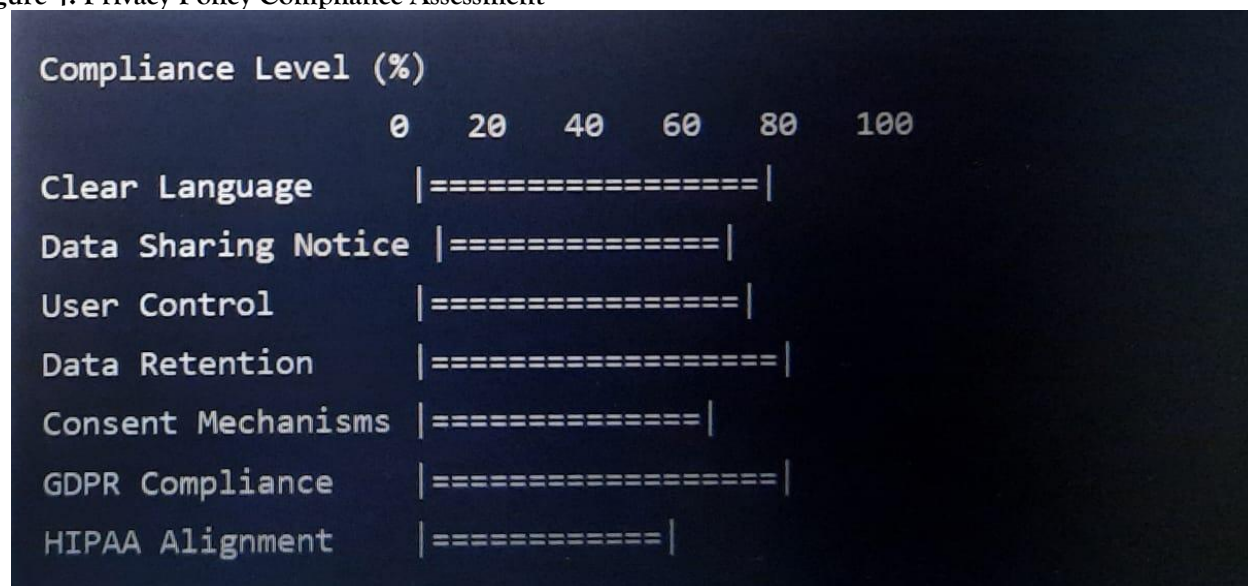 Privacy Policy Compliance Assessment
Compliance Level (%)
0 20 40 60 80 100
Clear Language |=================|
Data Sharing Notice |==============|
User Control |================|
Data Retention |==================|
Consent Mechanisms |==============|
GDPR Compliance |==================|
HIPAA Alignment |============|